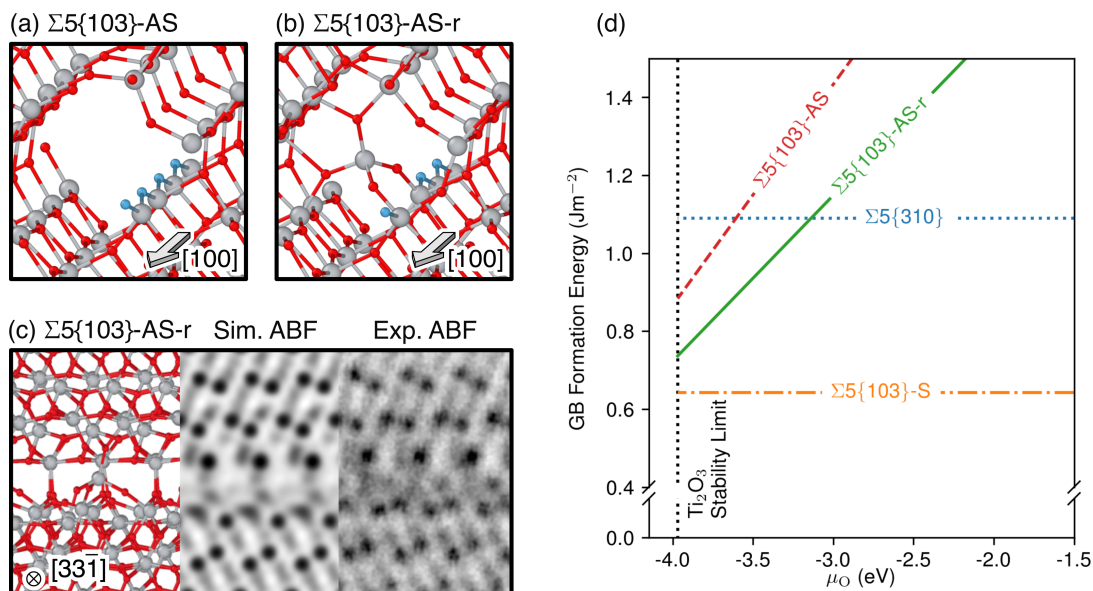 (a) Σ5{103}-AS
(b) Σ5{103}-AS-r
(d)
[100]
[100]
(c) Σ5{103}-AS-r
Sim. ABF
Exp. ABF
[331̄]
GB Formation Energy (Jm⁻²)
1.4
1.2
1.0
0.8
0.6
0.4
0.0
Σ5{103}-AS
Σ5{103}-AS-r
Σ5{310}
Σ5{103}-S
Ti₂O₃
Stability Limit
-4.0
-3.5
-3.0
-2.5
-2.0
-1.5
μ_O (eV)